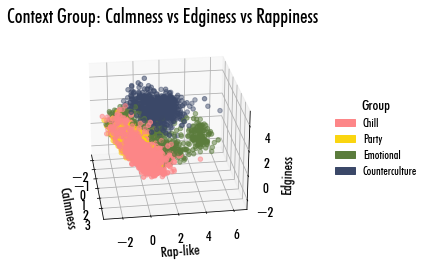 Context Group: Calmness vs Edginess vs Rappiness
Group
Chill
Party
Emotional
Counterculture
4
2
0
−2
Edginess
−2
−1
0
1
2
3
Calmness
−2
0
2
4
6
Rap-like